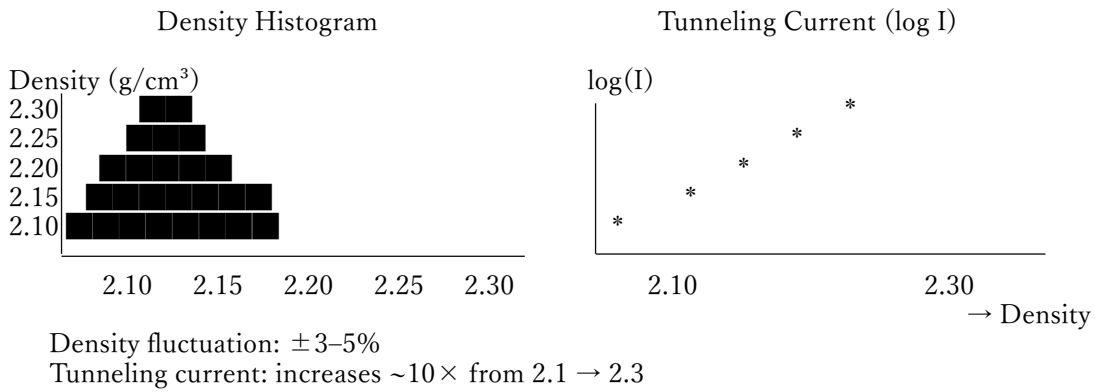 Density Histogram
Tunneling Current (log I)
Density (g/cm³)
2.30
2.25
2.20
2.15
2.10
2.10 2.15 2.20 2.25 2.30
log(I)
*
*
*
*
*
2.10 2.30
→ Density
Density fluctuation: ±3–5%
Tunneling current: increases ~10× from 2.1 → 2.3